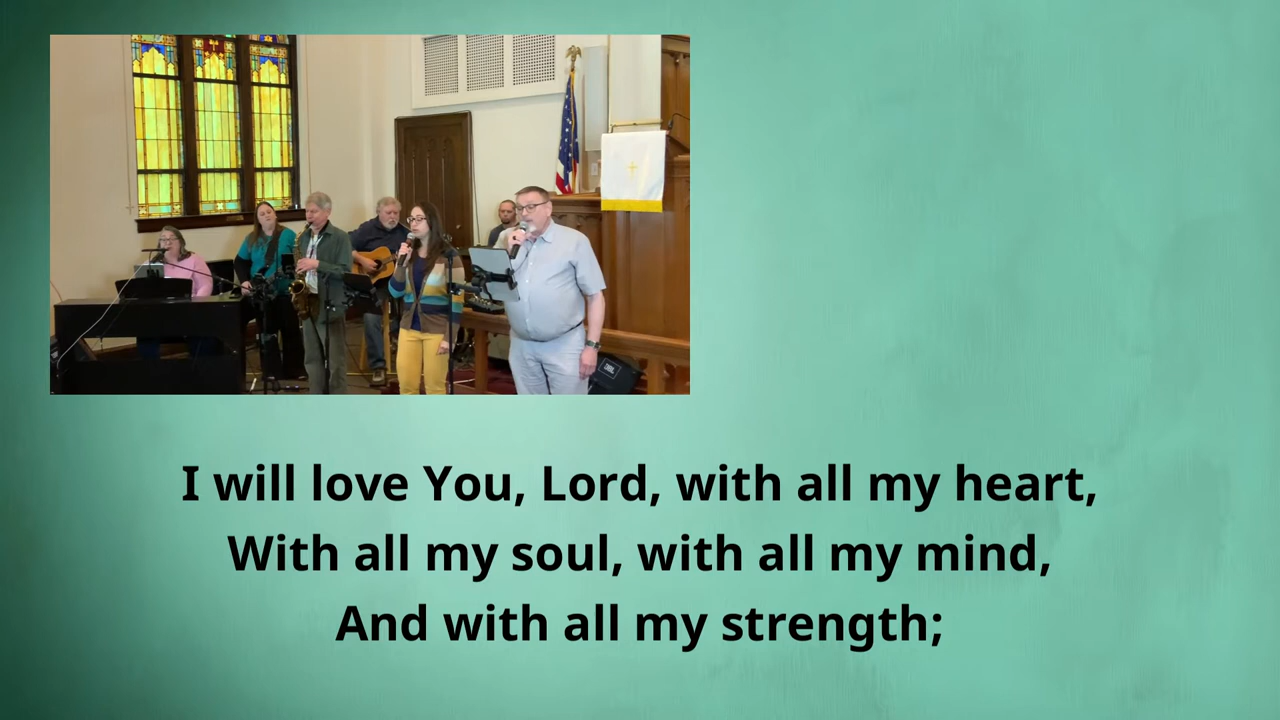 JBL
I will love You, Lord, with all my heart,
With all my soul, with all my mind,
And with all my strength;